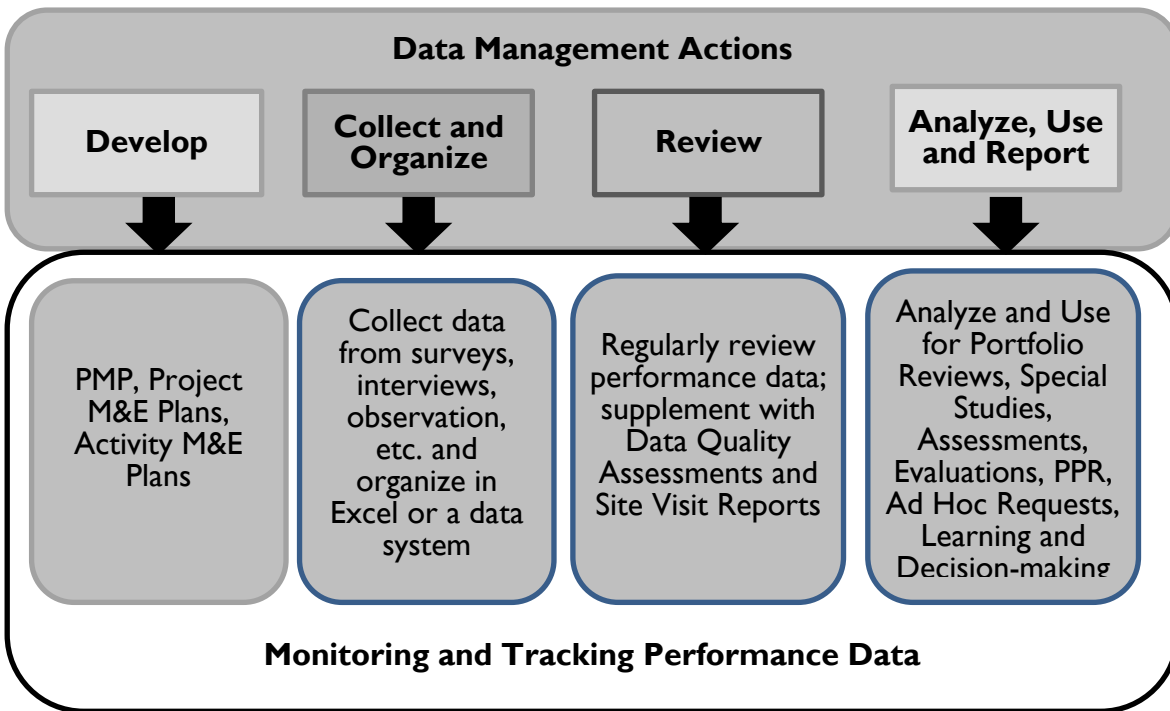 Data Management Actions
Develop
Collect and
Organize
Review
Analyze, Use
and Report
PMP, Project
M&E Plans,
Activity M&E
Plans
Collect data
from surveys,
interviews,
observation,
etc. and
organize in
Excel or a data
system
Regularly review
performance data;
supplement with
Data Quality
Assessments and
Site Visit Reports
Analyze and Use
for Portfolio
Reviews, Special
Studies,
Assessments,
Evaluations, PPR,
Ad Hoc Requests,
Learning and
Decision-making
Monitoring and Tracking Performance Data